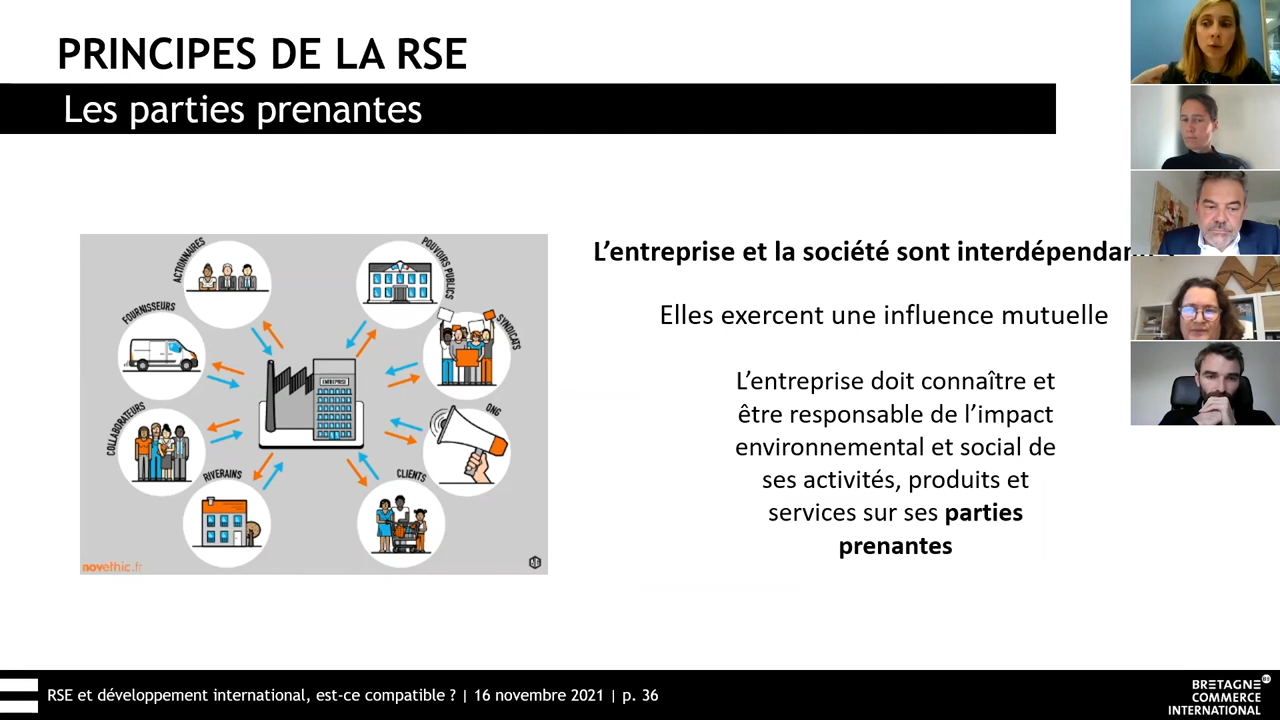 PRINCIPES DE LA RSE
Les parties prenantes
ACTIONNAIRES
POUVOIRS PUBLICS
FOURNISSEURS
SYNDICATS
ENTREPRISE
COLLABORATEURS
ONG
RIVERAINS
CLIENTS
novethic.fr
L’entreprise et la société sont
Elles exercent une influence mutuelle
L’entreprise doit connaître et
être responsable de l’impact
environnemental et social de
ses activités, produits et
services sur ses parties
prenantes
RSE et développement international, est-ce compatible ? | 16 novembre 2021 | p. 36
BRETAGNE
COMMERCE
INTERNATIONAL